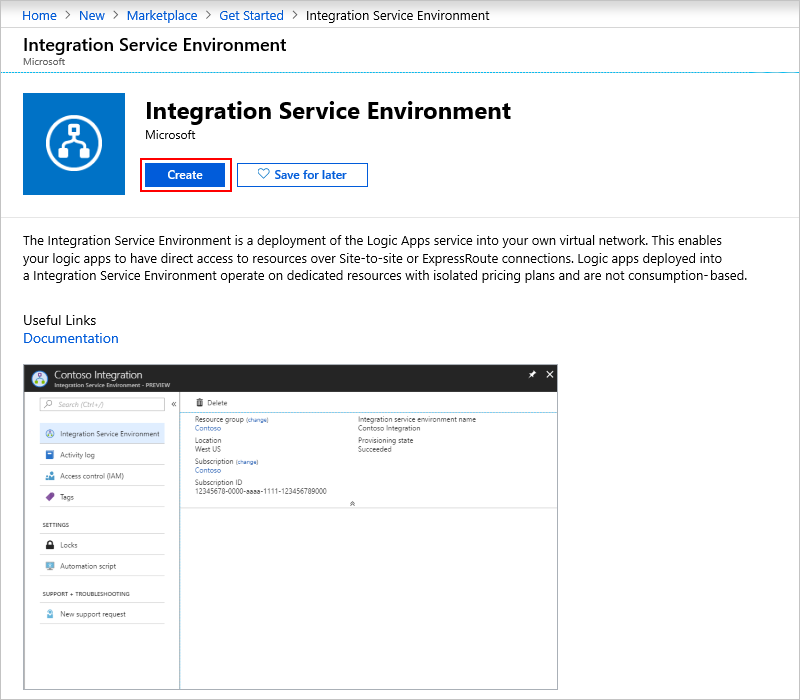 Home > New > Marketplace > Get Started > Integration Service Environment
Integration Service Environment
Microsoft
Integration Service Environment
Microsoft
Create
Save for later
The Integration Service Environment is a deployment of the Logic Apps service into your own virtual network. This enables
your logic apps to have direct access to resources over Site-to-site or ExpressRoute connections. Logic apps deployed into
a Integration Service Environment operate on dedicated resources with isolated pricing plans and are not consumption-based.
Useful Links
Documentation
Contoso Integration
Integration Service Environment - PREVIEW
Search (Ctrl+/)
«
Integration Service Environment
Activity log
Access control (IAM)
Tags
SETTINGS
Locks
Automation script
SUPPORT + TROUBLESHOOTING
New support request
Delete
Resource group (change)
Contoso
Location
West US
Subscription (change)
Contoso
Subscription ID
12345678-0000-aaaa-1111-123456789000
Integration service environment name
Contoso Integration
Provisioning state
Succeeded